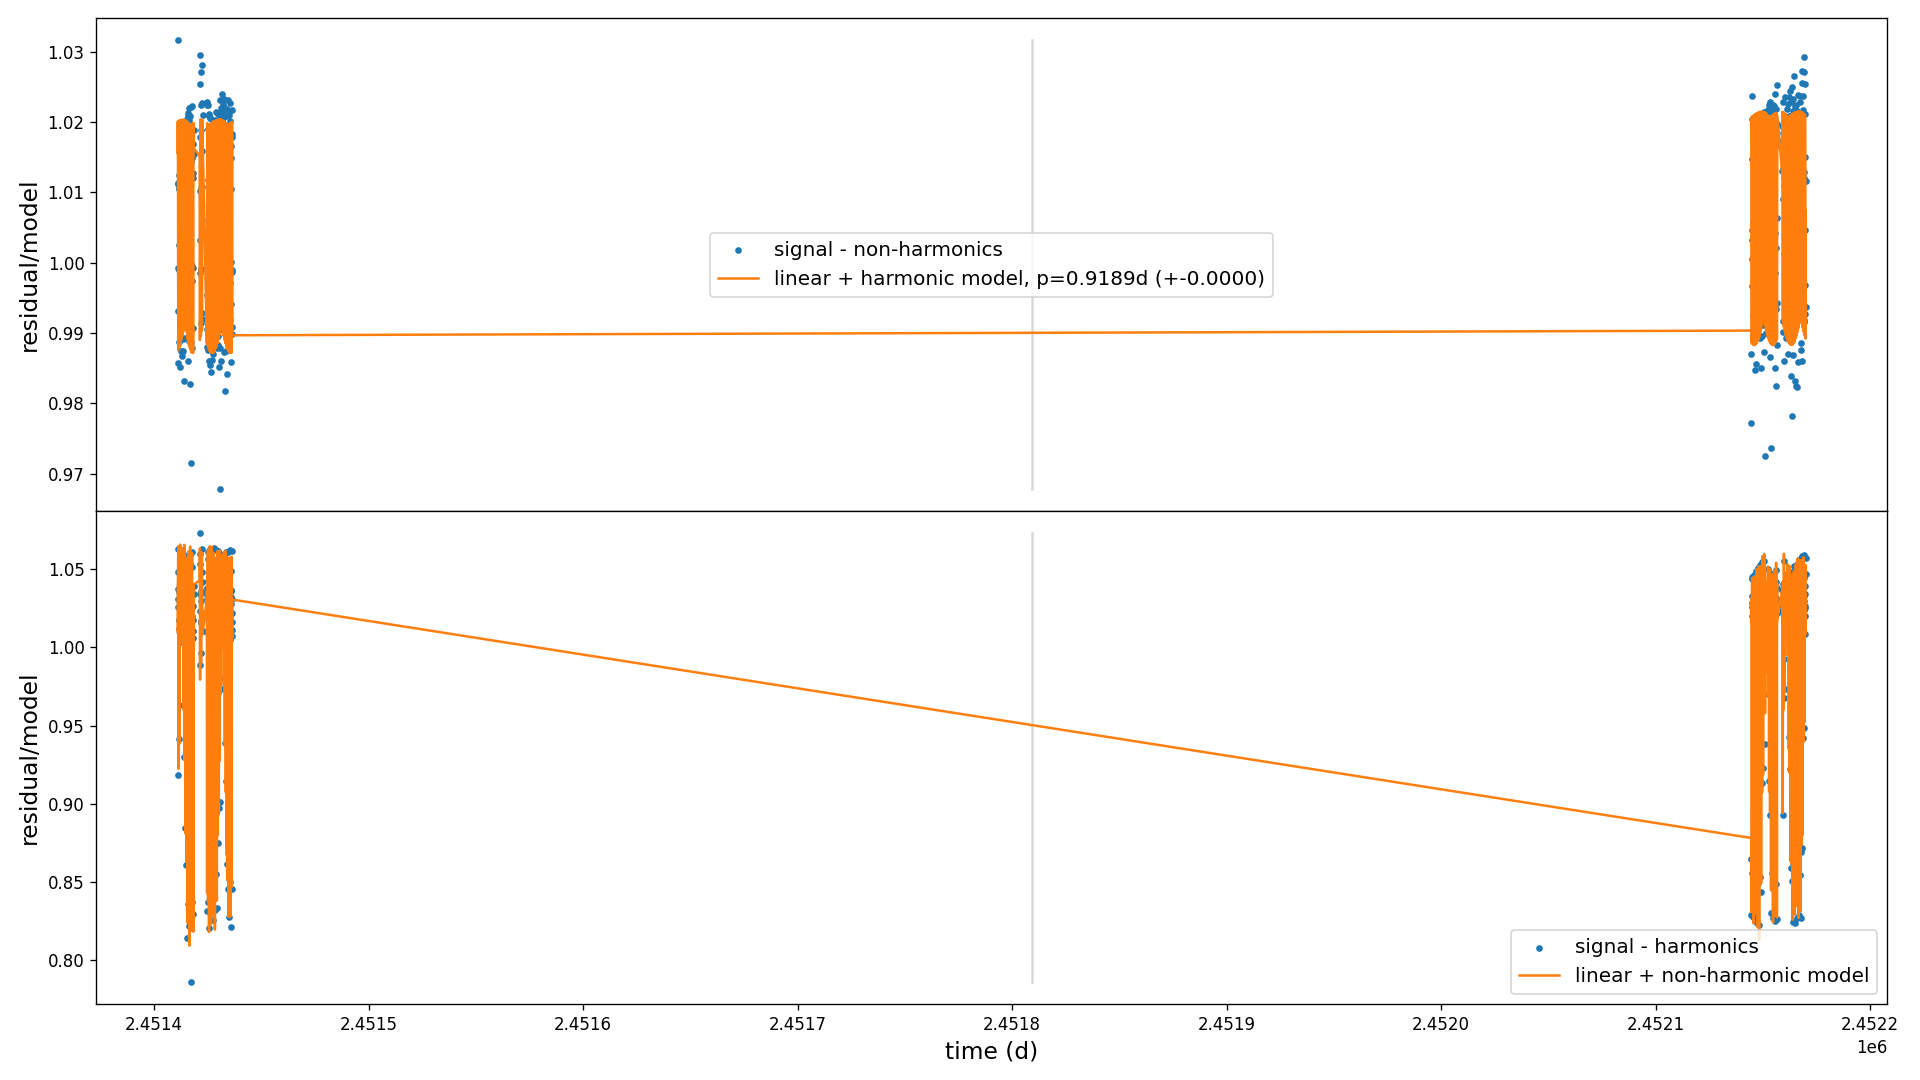 1.03
1.02
1.01
1.00
0.99
0.98
0.97
residual/model
signal - non-harmonics
linear + harmonic model, p=0.9189d (+-0.0000)
1.05
1.00
0.95
0.90
0.85
0.80
residual/model
signal - harmonics
linear + non-harmonic model
2.4514 2.4515 2.4516 2.4517 2.4518 2.4519 2.4520 2.4521 2.4522
1e6
time (d)